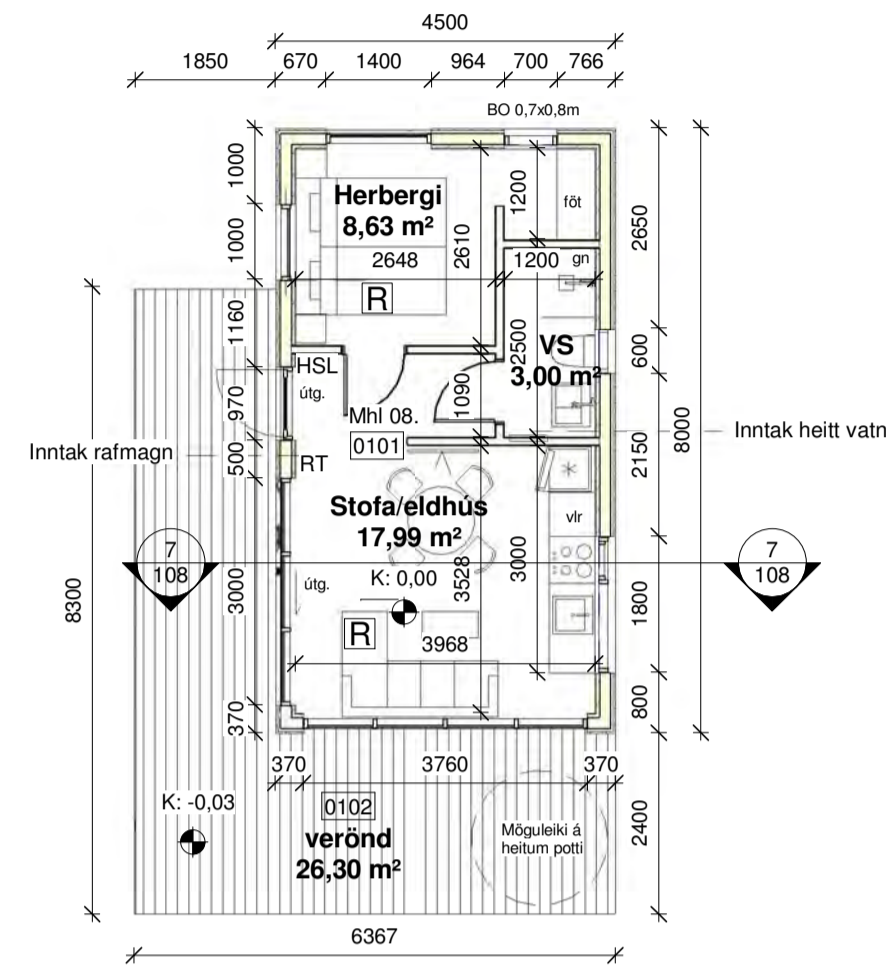 4500
1850 670 1400 964 700 766
BO 0,7x0,8m
1000
1200
Herbergi
8,63 m²
föt
2650
1000
2610
2648
1200 gn
R
1160
2500
VS
3,00 m²
600
HSL
útg.
970
1090
Mhl 08.
0101
8000
Inntak heitt vatn
Inntak rafmagn
500
RT
2150
Stofa/eldhús
17,99 m²
vlr
7
108
7
108
K: 0,00
3528
3000
8300
3000
útg.
1800
R
3968
800
370
370 3760 370
K: -0,03
0102
verönd
26,30 m²
Möguleiki á
heitum potti
2400
6367